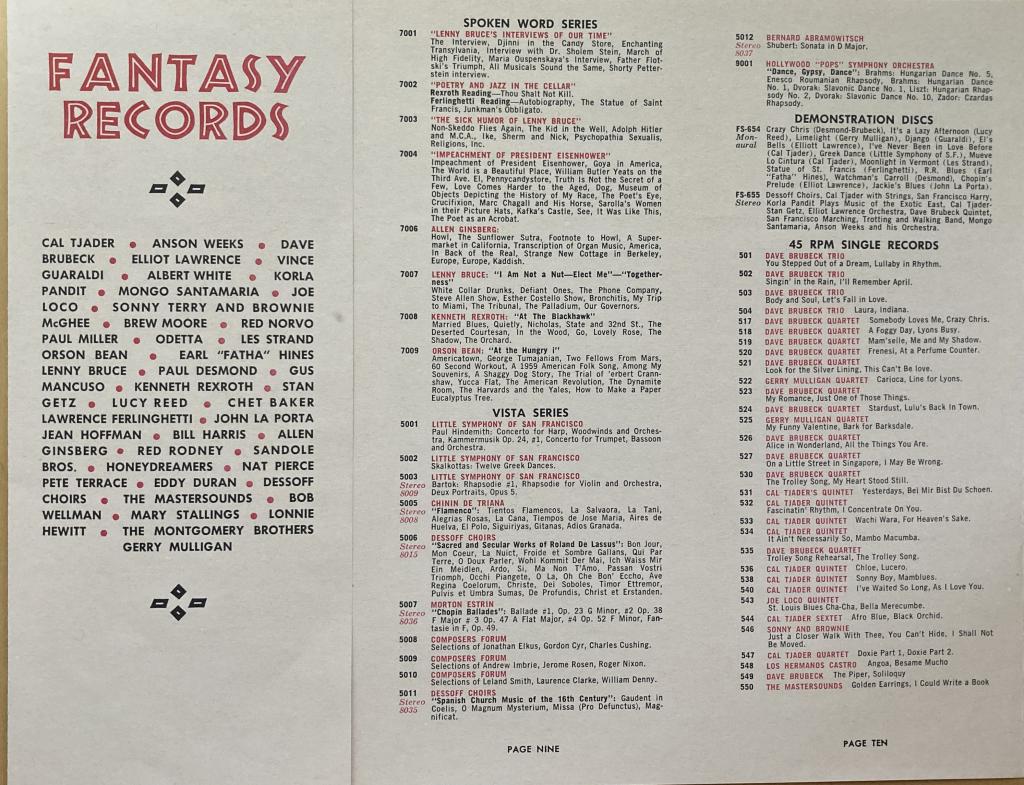 FANTASY
RECORDS
CAL TJADER ● ANSON WEEKS ● DAVE
BRUBECK ● ELLIOT LAWRENCE ● VINCE
GUARALDI ● ALBERT WHITE ● KORLA
PANDIT ● MONGO SANTAMARIA ● JOE
LOCO ● SONNY TERRY AND BROWNIE
McGHEE ● BREW MOORE ● RED NORVO
PAUL MILLER ● ODETTA ● LES STRAND
ORSON BEAN ● EARL "FATHA" HINES
LENNY BRUCE ● PAUL DESMOND ● GUS
MANCUSO ● KENNETH REXROTH ● STAN
GETZ ● LUCY REED ● CHET BAKER
LAWRENCE FERLINGHETTI ● JOHN LA PORTA
JEAN HOFFMAN ● BILL HARRIS ● ALLEN
GINSBERG ● RED RODNEY ● SANDOLE
BROS. ● HONEYDREAMERS ● NAT PIERCE
PETE TERRACE ● EDDY DURAN ● DESSOFF
CHOIRS ● THE MASTERSOUNDS ● BOB
WELLMAN ● MARY STALLINGS ● LONNIE
HEWITT ● THE MONTGOMERY BROTHERS
GERRY MULLIGAN
SPOKEN WORD SERIES
7001 "LENNY BRUCE'S INTERVIEWS OF OUR TIME"
The Interview, Djinni in the Candy Store, Enchanting
Transylvania, Interview with Dr. Sholem Stein, March of
High Fidelity, Maria Ouspenskaya's Interview, Father Flot-
ski's Triumph, All Musicals Sound the Same, Shorty Petter-
stein interview.
7002 "POETRY AND JAZZ IN THE CELLAR"
Rexroth Reading—Thou Shalt Not Kill.
Ferlinghetti Reading—Autobiography, The Statue of Saint
Francis, Junkman's Obbligato.
7003 "THE SICK HUMOR OF LENNY BRUCE"
Non-Skeddo Flies Again, The Kid in the Well, Adolph Hitler
and M.C.A., Ike, Sherm and Nick, Psychopathia Sexualis,
Religions, Inc.
7004 "IMPEACHMENT OF PRESIDENT EISENHOWER"
Impeachment of President Eisenhower, Goya in America,
The World is a Beautiful Place, William Butler Yeats on the
Third Ave. El, Pennycandystore, Truth Is Not the Secret of a
Few, Love Comes Harder to the Aged, Dog, Museum of
Objects Depicting the History of My Race, The Poet's Eye,
Crucifixion, Marc Chagall and His Horse, Sarolla's Women
in their Picture Hats, Kafka's Castle, See, It Was Like This,
The Poet as an Acrobat.
7006 ALLEN GINSBERG:
Howl, The Sunflower Sutra, Footnote to Howl, A Super-
market in California, Transcription of Organ Music, America,
In Back of the Real, Strange New Cottage in Berkeley,
Europe, Europe, Kaddish.
7007 LENNY BRUCE: "I Am Not a Nut—Elect Me"—"Together-
ness"
White Collar Drunks, Defiant Ones, The Phone Company,
Steve Allen Show, Esther Costello Show, Bronchitis, My Trip
to Miami, The Tribunal, The Palladium, Our Governors.
7008 KENNETH REXROTH: "At The Blackhawk"
Married Blues, Quietly, Nicholas, State and 32nd St., The
Deserted Courtesan, In the Wood, Go, Lovely Rose, The
Shadow, The Orchard.
7009 ORSON BEAN: "At the Hungry i"
Americatown, George Tumajanian, Two Fellows From Mars,
60 Second Workout, A 1959 American Folk Song, Among My
Souvenirs, A Shaggy Dog Story, The Trial of 'erbert Crann-
shaw, Yucca Flat, The American Revolution, The Dynamite
Room, The Harvards and the Yales, How to Make a Paper
Eucalyptus Tree.
VISTA SERIES
5001 LITTLE SYMPHONY OF SAN FRANCISCO
Paul Hindemith: Concerto for Harp, Woodwinds and Orches-
tra, Kammermusik Op. 24, #1, Concerto for Trumpet, Bassoon
and Orchestra.
5002 LITTLE SYMPHONY OF SAN FRANCISCO
Skalkottas: Twelve Greek Dances.
5003 LITTLE SYMPHONY OF SAN FRANCISCO
Stereo 8009 Bartok: Rhapsodie #1, Rhapsodie for Violin and Orchestra,
Deux Portraits, Opus 5.
5005 CHININ DE TRIANA
Stereo 8008 "Flamenco": Tientos Flamencos, La Salvaora, La Tani,
Alegrias Rosas, La Cana, Tiempos de Jose Maria, Aires de
Huelva, El Polo, Siguiriyas, Gitanas, Adios Granada.
5006 DESSOFF CHOIRS
Stereo 8015 "Sacred and Secular Works of Roland De Lassus": Bon Jour,
Mon Coeur, La Nuict, Froide et Sombre Gallans, Qui Par
Terre, O Doux Parler, Wohl Kommit Der Mai, Ich Waiss Mir
Ein Meidlen, Ardo, Si, Ma Non T'Amo, Passan Vostri
Triomph, Occhi Piangete, O La, Oh Che Bon' Eccho, Ave
Regina Coelorum, Christe, Dei Soboles, Timor Ettremor,
Pulvis et Umbra Sumas, De Profundis, Christ er Erstanden.
5007 MORTON ESTRIN
Stereo 8036 "Chopin Ballades": Ballade #1, Op. 23 G Minor, #2 Op. 38
F Major # 3 Op. 47 A Flat Major, #4 Op. 52 F Minor, Fan-
tasie in F, Op. 49.
5008 COMPOSERS FORUM
Selections of Jonathan Elkus, Gordon Cyr, Charles Cushing.
5009 COMPOSERS FORUM
Selections of Andrew Imbrie, Jerome Rosen, Roger Nixon.
5010 COMPOSERS FORUM
Selections of Leland Smith, Laurence Clarke, William Denny.
5011 DESSOFF CHOIRS
Stereo 8035 "Spanish Church Music of the 16th Century": Gaudent in
Coelis, O Magnum Mysterium, Missa (Pro Defunctus), Mag-
nificat.
PAGE NINE
5012 BERNARD ABRAMOWITSCH
Stereo 8037 Shubert: Sonata in D Major.
9001 HOLLYWOOD "POPS" SYMPHONY ORCHESTRA
"Dance, Gypsy, Dance": Brahms: Hungarian Dance No. 5,
Enesco Roumanian Rhapsody, Brahms: Hungarian Dance
No. 1, Dvorak: Slavonic Dance No. 1, Liszt: Hungarian Rhap-
sody No. 2, Dvorak: Slavonic Dance No. 10, Zador: Czardas
Rhapsody.
DEMONSTRATION DISCS
FS-654 Crazy Chris (Desmond-Brubeck), It's a Lazy Afternoon (Lucy
Mon-aural Reed), Limelight (Gerry Mulligan), Django (Guaraldi), El's
Bells (Elliott Lawrence), I've Never Been in Love Before
(Cal Tjader), Greek Dance (Little Symphony of S.F.), Mueve
Lo Cintura (Cal Tjader), Moonlight in Vermont (Les Strand),
Statue of St. Francis (Ferlinghetti), R.R. Blues (Earl
"Fatha" Hines), Watchman's Carroll (Desmond), Chopin's
Prelude (Elliot Lawrence), Jackie's Blues (John La Porta).
FS-655 Dessoff Choirs, Cal Tjader with Strings, San Francisco Harry,
Stereo Korla Pandit Plays Music of the Exotic East, Cal Tjader-
Stan Getz, Elliot Lawrence Orchestra, Dave Brubeck Quintet,
San Francisco Marching, Trotting and Walking Band, Mongo
Santamaria, Anson Weeks and his Orchestra.
45 RPM SINGLE RECORDS
501 DAVE BRUBECK TRIO
You Stepped Out of a Dream, Lullaby in Rhythm.
502 DAVE BRUBECK TRIO
Singin' in the Rain, I'll Remember April.
503 DAVE BRUBECK TRIO
Body and Soul, Let's Fall in Love.
504 DAVE BRUBECK TRIO Laura, Indiana.
517 DAVE BRUBECK QUARTET Somebody Loves Me, Crazy Chris.
518 DAVE BRUBECK QUARTET A Foggy Day, Lyons Busy.
519 DAVE BRUBECK QUARTET Mam'selle, Me and My Shadow.
520 DAVE BRUBECK QUARTET Frenesi, At a Perfume Counter.
521 DAVE BRUBECK QUARTET
Look for the Silver Lining, This Can't Be love.
522 GERRY MULLIGAN QUARTET Carioca, Line for Lyons.
523 DAVE BRUBECK QUARTET
My Romance, Just One of Those Things.
524 DAVE BRUBECK QUARTET Stardust, Lulu's Back In Town.
525 GERRY MULLIGAN QUARTET
My Funny Valentine, Bark for Barksdale.
526 DAVE BRUBECK QUARTET
Alice in Wonderland, All the Things You Are.
527 DAVE BRUBECK QUARTET
On a Little Street in Singapore, I May Be Wrong.
530 DAVE BRUBECK QUARTET
The Trolley Song, My Heart Stood Still.
531 CAL TJADER'S QUINTET Yesterdays, Bei Mir Bist Du Schoen.
532 CAL TJADER QUINTET
Fascinatin' Rhythm, I Concentrate On You.
533 CAL TJADER QUINTET Wachi Wara, For Heaven's Sake.
534 CAL TJADER QUINTET
It Ain't Necessarily So, Mambo Macumba.
535 DAVE BRUBECK QUARTET
Trolley Song Rehearsal, The Trolley Song.
536 CAL TJADER QUINTET Chloe, Lucero.
538 CAL TJADER QUINTET Sonny Boy, Mamblues.
540 CAL TJADER QUINTET I've Waited So Long, As I Love You.
543 JOE LOCO QUINTET
St. Louis Blues Cha-Cha, Bella Merecumbe.
544 CAL TJADER SEXTET Afro Blue, Black Orchid.
546 SONNY AND BROWNIE
Just a Closer Walk With Thee, You Can't Hide, I Shall Not
Be Moved.
547 CAL TJADER QUARTET Doxie Part 1, Doxie Part 2.
548 LOS HERMANOS CASTRO Angoa, Besame Mucho
549 DAVE BRUBECK The Piper, Soliloquy
550 THE MASTERSOUNDS Golden Earrings, I Could Write a Book
PAGE TEN